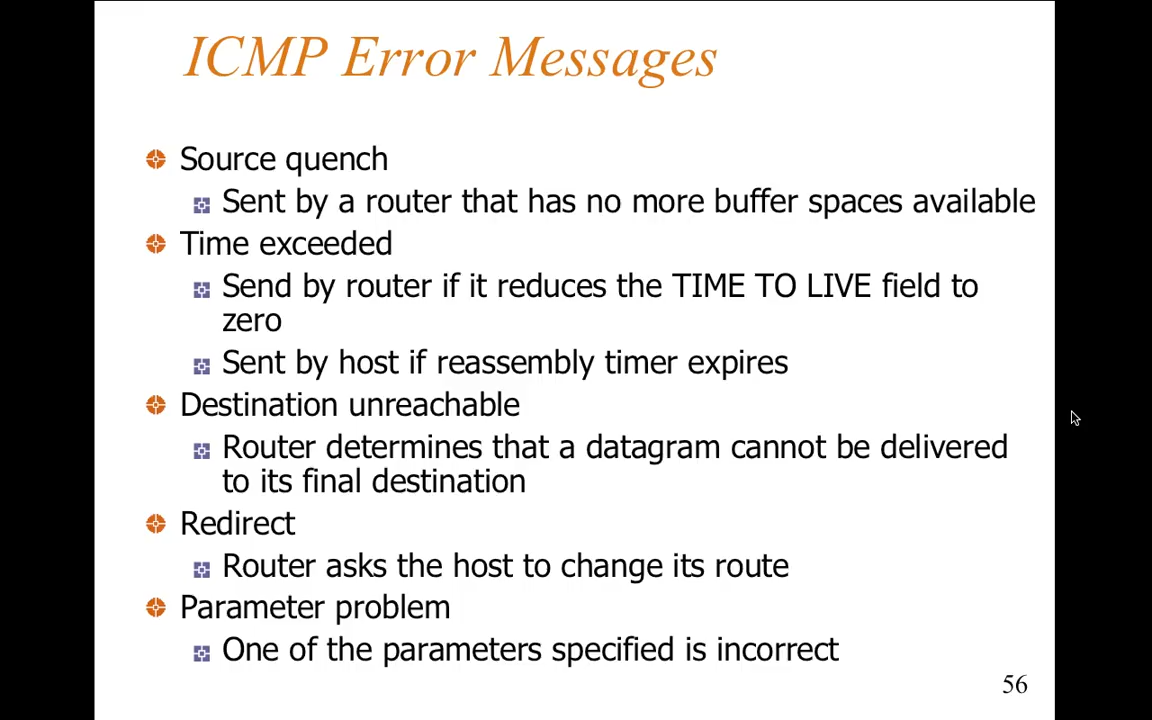 ICMP Error Messages
Source quench
Sent by a router that has no more buffer spaces available
Time exceeded
Send by router if it reduces the TIME TO LIVE field to
zero
Sent by host if reassembly timer expires
Destination unreachable
Router determines that a datagram cannot be delivered
to its final destination
Redirect
Router asks the host to change its route
Parameter problem
One of the parameters specified is incorrect
56